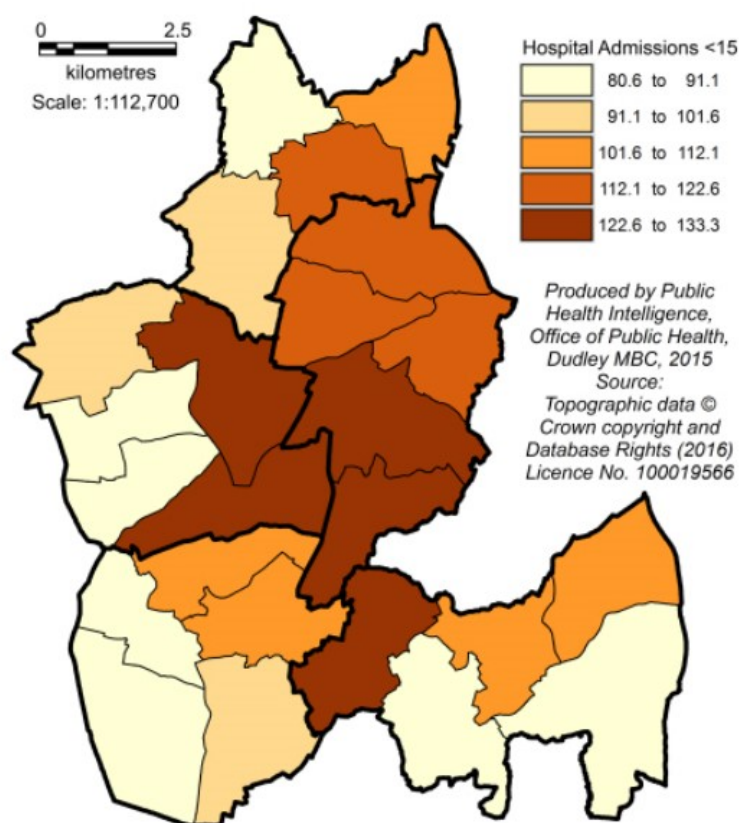 0 2.5
kilometres
Scale: 1:112,700
Hospital Admissions <15
80.6 to 91.1
91.1 to 101.6
101.6 to 112.1
112.1 to 122.6
122.6 to 133.3
Produced by Public
Health Intelligence,
Office of Public Health,
Dudley MBC, 2015
Source:
Topographic data ©
Crown copyright and
Database Rights (2016)
Licence No. 100019566